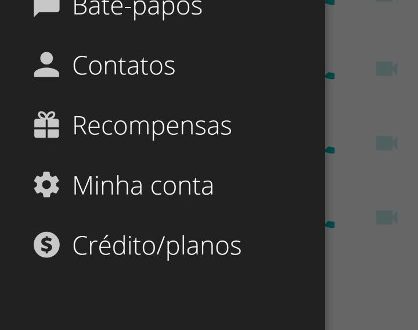 Bate-papos
Contatos
Recompensas
Minha conta
Crédito/planos